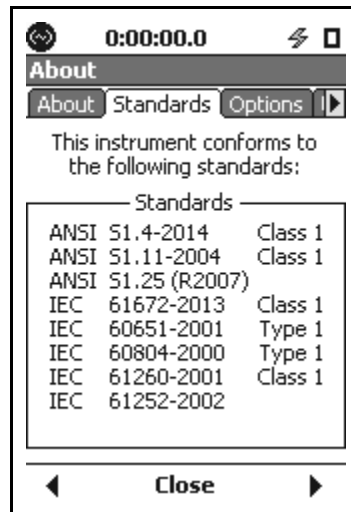 0:00:00.0
About
About Standards Options
This instrument conforms to
the following standards:
Standards
ANSI S1.4-2014 Class 1
ANSI S1.11-2004 Class 1
ANSI S1.25 (R2007)
IEC 61672-2013 Class 1
IEC 60651-2001 Type 1
IEC 60804-2000 Type 1
IEC 61260-2001 Class 1
IEC 61252-2002
Close